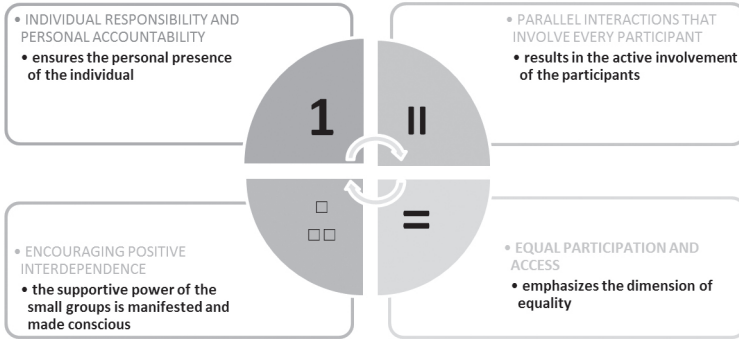 • INDIVIDUAL RESPONSIBILITY AND
PERSONAL ACCOUNTABILITY
• ensures the personal presence
of the individual
• PARALLEL INTERACTIONS THAT
INVOLVE EVERY PARTICIPANT
• results in the active involvement
of the participants
1
||
□
□□
=
• ENCOURAGING POSITIVE
INTERDEPENDENCE
• the supportive power of the
small groups is manifested and
made conscious
• EQUAL PARTICIPATION AND
ACCESS
• emphasizes the dimension of
equality